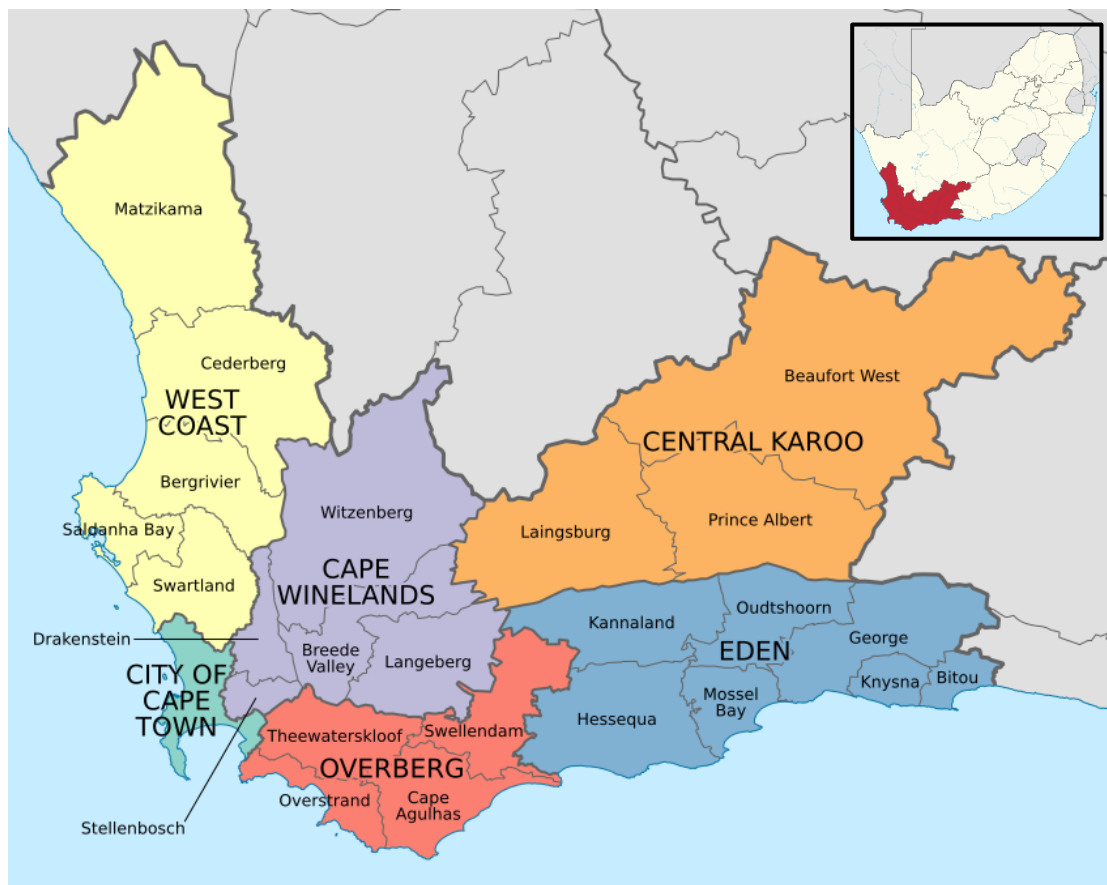 Matzikama
Cederberg
WEST
COAST
Bergrivier
Saldanha Bay
Swartland
Beaufort West
CENTRAL KAROO
Prince Albert
Laingsburg
Witzenberg
CAPE
WINELANDS
Drakenstein
Breede
Valley
Langeberg
CITY OF
CAPE
TOWN
Stellenbosch
Kannaland
Oudtshoorn
EDEN
George
Knysna
Bitou
Mossel
Bay
Hessequa
Theewaterskloof
Swellendam
OVERBERG
Overstrand
Cape
Agulhas